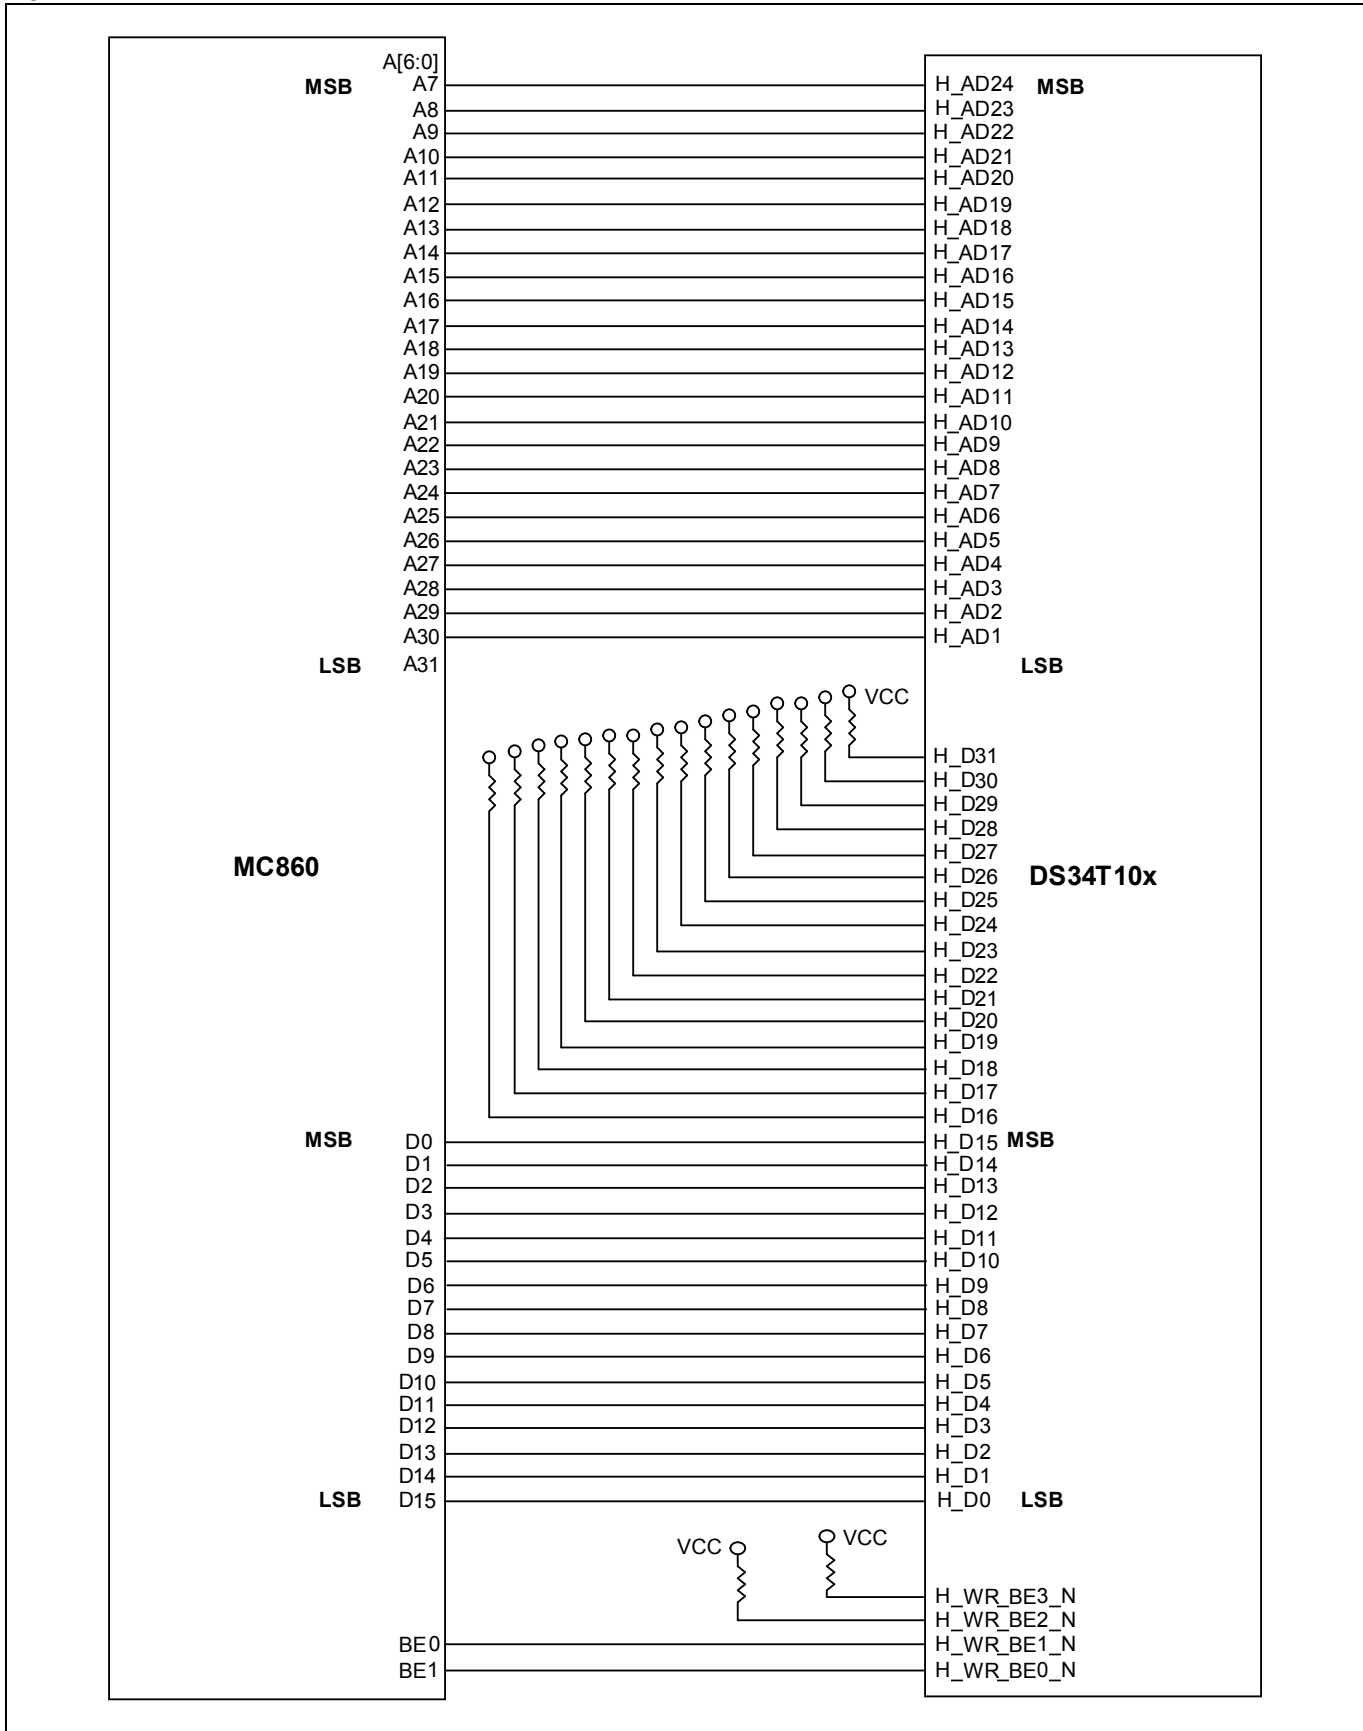 A[6:0]
MSB A7 H_AD24 MSB
A8 H_AD23
A9 H_AD22
A10 H_AD21
A11 H_AD20
A12 H_AD19
A13 H_AD18
A14 H_AD17
A15 H_AD16
A16 H_AD15
A17 H_AD14
A18 H_AD13
A19 H_AD12
A20 H_AD11
A21 H_AD10
A22 H_AD9
A23 H_AD8
A24 H_AD7
A25 H_AD6
A26 H_AD5
A27 H_AD4
A28 H_AD3
A29 H_AD2
A30 H_AD1
LSB A31 LSB
VCC
H_D31
H_D30
H_D29
H_D28
H_D27
MC860
H_D26 DS34T10x
H_D25
H_D24
H_D23
H_D22
H_D21
H_D20
H_D19
H_D18
H_D17
H_D16
MSB D0 H_D15 MSB
D1 H_D14
D2 H_D13
D3 H_D12
D4 H_D11
D5 H_D10
D6 H_D9
D7 H_D8
D8 H_D7
D9 H_D6
D10 H_D5
D11 H_D4
D12 H_D3
D13 H_D2
D14 H_D1
LSB D15 H_D0 LSB
VCC VCC
H_WR_BE3_N
H_WR_BE2_N
BE0 H_WR_BE1_N
BE1 H_WR_BE0_N